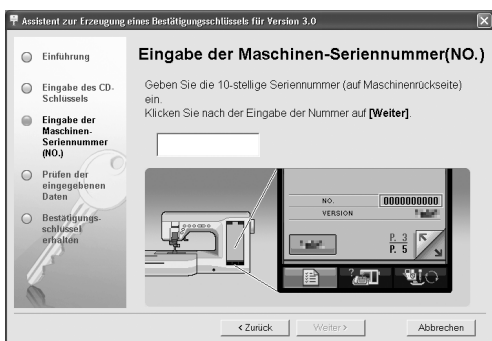 Assistent zur Erzeugung eines Bestätigungsschlüssels für Version 3.0
Einführung
Eingabe des CD-
Schlüssels
Eingabe der
Maschinen-
Seriennummer
(NO.)
Prüfen der
eingegebenen
Daten
Bestätigungs-
schlüssel
erhalten
Eingabe der Maschinen-Seriennummer(NO.)
Geben Sie die 10-stellige Seriennummer (auf Maschinenrückseite)
ein.
Klicken Sie nach der Eingabe der Nummer auf [Weiter].
NO. 0000000000
VERSION
P. 3
P. 5
< Zurück
Weiter >
Abbrechen